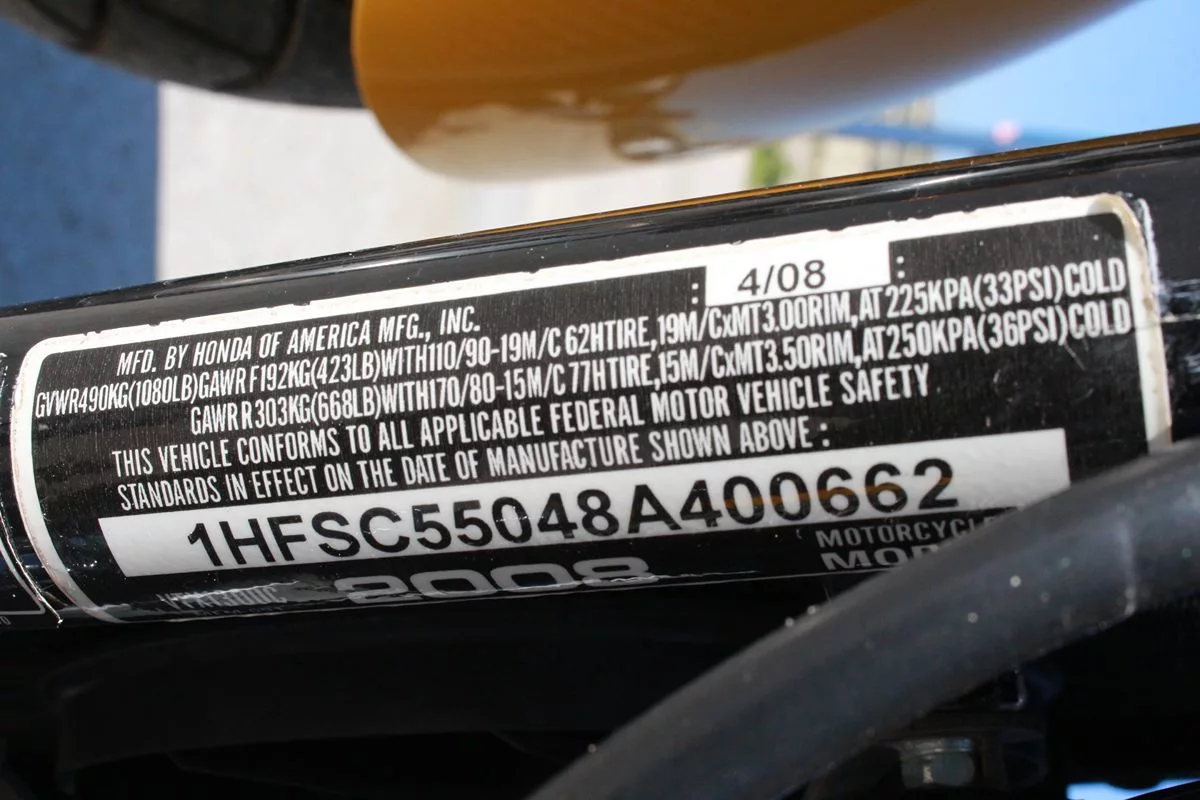 : 4/08 :
MFD. BY HONDA OF AMERICA MFG., INC.
GVWR490KG(1080LB)GAWR F192KG(423LB)WITH110/90-19M/C 62HTIRE,19M/CxMT3.00RIM,AT225KPA(33PSI)COLD
GAWR R303KG(668LB)WITH170/80-15M/C77HTIRE,15M/CxMT3.50RIM,AT250KPA(36PSI)COLD
THIS VEHICLE CONFORMS TO ALL APPLICABLE FEDERAL MOTOR VEHICLE SAFETY
STANDARDS IN EFFECT ON THE DATE OF MANUFACTURE SHOWN ABOVE :
1HFSC55048A400662
MOTORCYCLE
2008